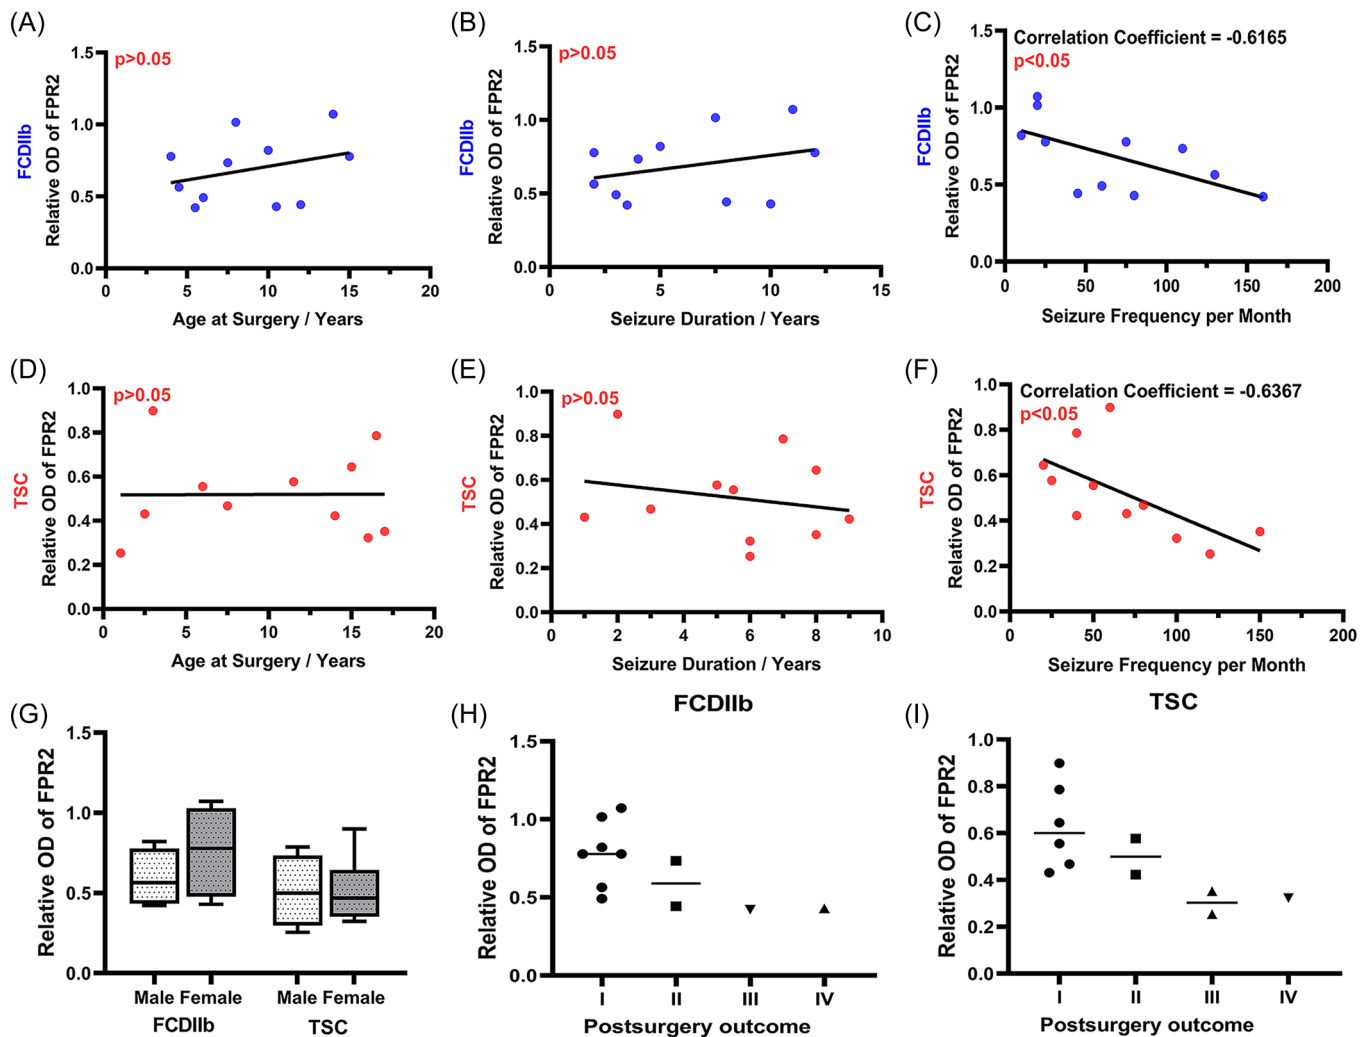 (A)
p>0.05
FCDIIb
Relative OD of FPR2
1.5
1.0
0.5
0.0
0 5 10 15 20
Age at Surgery / Years
(B)
p>0.05
FCDIIb
Relative OD of FPR2
1.5
1.0
0.5
0.0
0 5 10 15
Seizure Duration / Years
(C)
Correlation Coefficient = -0.6165
p<0.05
FCDIIb
Relative OD of FPR2
1.5
1.0
0.5
0.0
0 50 100 150 200
Seizure Frequency per Month
(D)
p>0.05
TSC
Relative OD of FPR2
1.0
0.8
0.6
0.4
0.2
0.0
0 5 10 15 20
Age at Surgery / Years
(E)
p>0.05
TSC
Relative OD of FPR2
1.0
0.8
0.6
0.4
0.2
0.0
0 2 4 6 8 10
Seizure Duration / Years
(F)
Correlation Coefficient = -0.6367
p<0.05
TSC
Relative OD of FPR2
1.0
0.8
0.6
0.4
0.2
0.0
0 50 100 150 200
Seizure Frequency per Month
(G)
Relative OD of FPR2
1.5
1.0
0.5
0.0
Male Female Male Female
FCDIIb TSC
(H)
FCDIIb
Relative OD of FPR2
1.5
1.0
0.5
0.0
I II III IV
Postsurgery outcome
(I)
TSC
Relative OD of FPR2
1.0
0.8
0.6
0.4
0.2
0.0
I II III IV
Postsurgery outcome